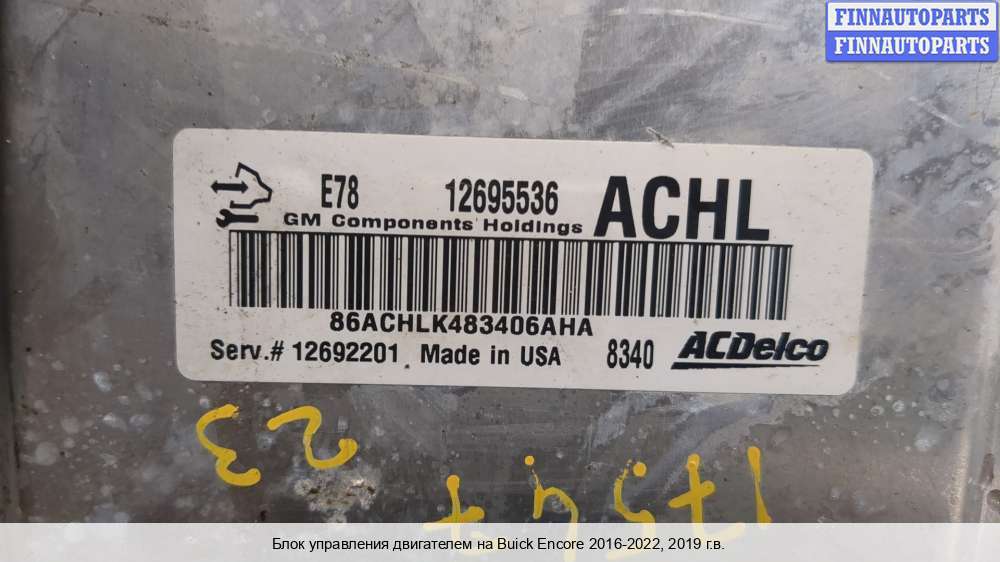 FINNAUTOPARTS
FINNAUTOPARTS
E78 12695536 ACHL
GM Components Holdings
86ACHLK483406AHA
Serv.# 12692201 Made in USA 8340 ACDelco
23
Блок управления двигателем на Buick Encore 2016-2022, 2019 г.в.